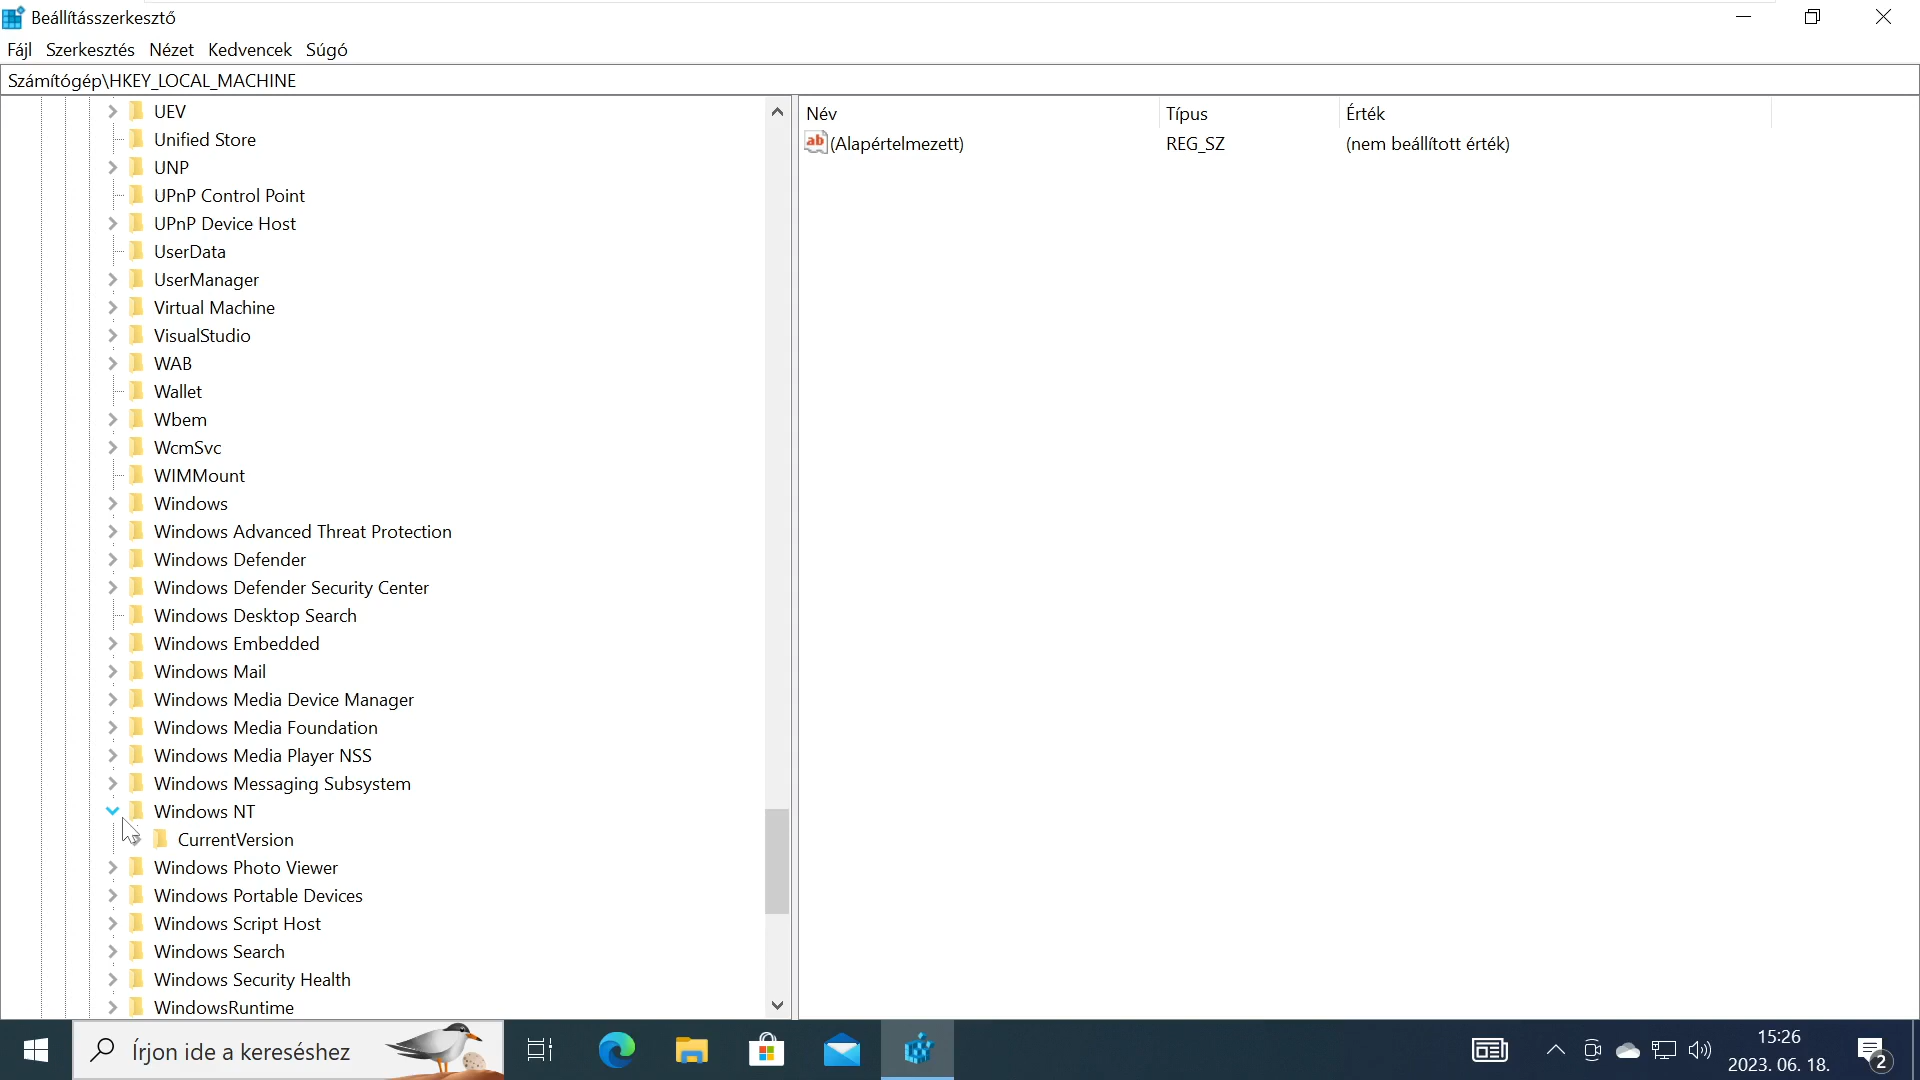 Beállításszerkesztő
Fájl Szerkesztés Nézet Kedvencek Súgó
Számítógép\HKEY_LOCAL_MACHINE
UEV
Unified Store
UNP
UPnP Control Point
UPnP Device Host
UserData
UserManager
Virtual Machine
VisualStudio
WAB
Wallet
Wbem
WcmSvc
WIMMount
Windows
Windows Advanced Threat Protection
Windows Defender
Windows Defender Security Center
Windows Desktop Search
Windows Embedded
Windows Mail
Windows Media Device Manager
Windows Media Foundation
Windows Media Player NSS
Windows Messaging Subsystem
Windows NT
CurrentVersion
Windows Photo Viewer
Windows Portable Devices
Windows Script Host
Windows Search
Windows Security Health
WindowsRuntime
Név Típus Érték
ab (Alapértelmezett) REG_SZ (nem beállított érték)
Írjon ide a kereséshez
15:26
2023. 06. 18.
2